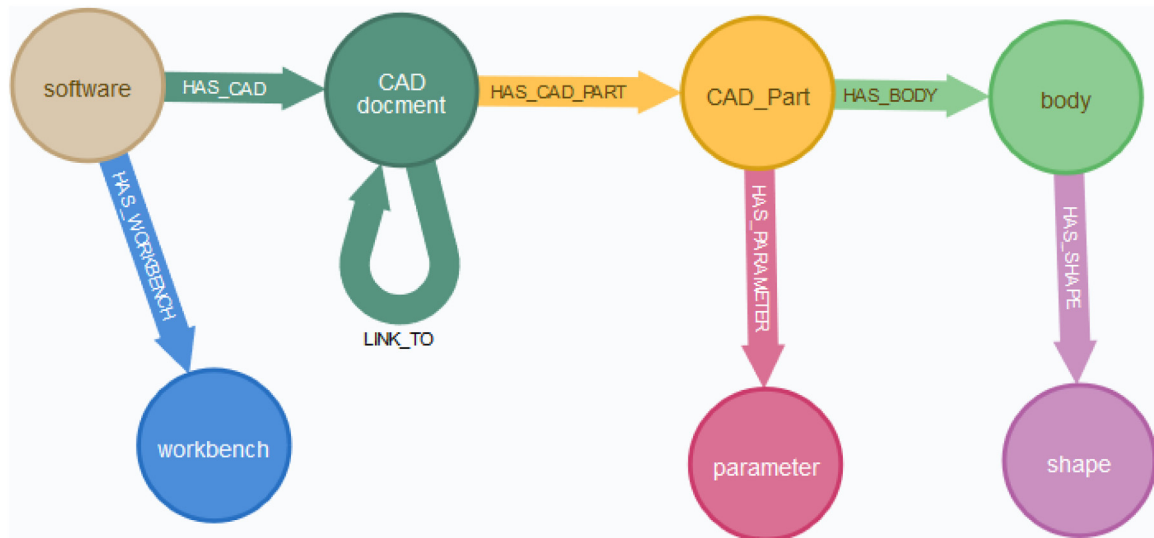 software
HAS_CAD
CAD
docment
HAS_CAD_PART
CAD_Part
HAS_BODY
body
HAS_WORKBENCH
LINK_TO
HAS_PARAMETER
HAS_SHAPE
workbench
parameter
shape